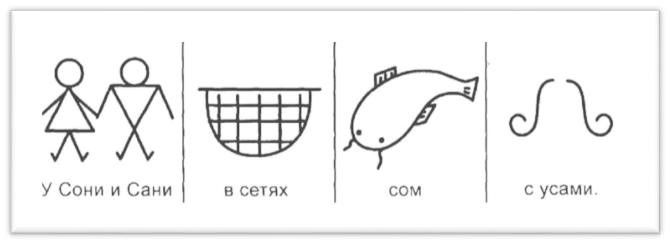 У Сони и Сани в сетях сом с усами.